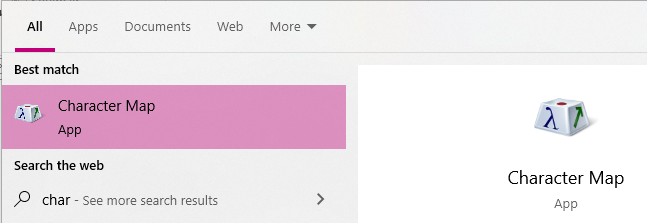 All Apps Documents Web More
Best match
Character Map
App
Search the web
char - See more search results
Character Map
App